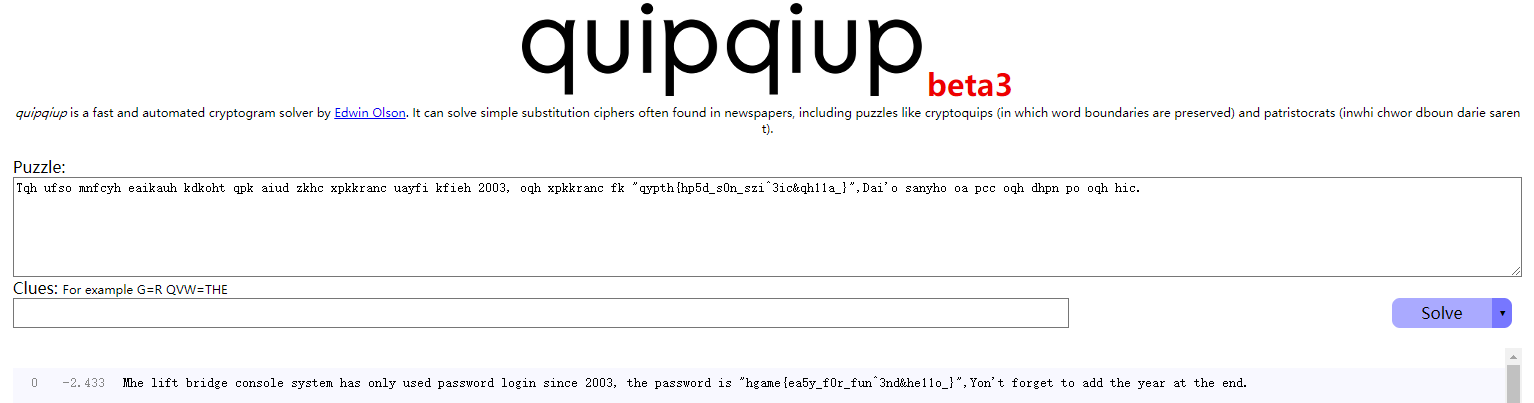 quipqiup beta3
quipqiup is a fast and automated cryptogram solver by Edwin Olson. It can solve simple substitution ciphers often found in newspapers, including puzzles like cryptoquips (in which word boundaries are preserved) and patristocrats (inwhi chwor dboun darie saren
t).
Puzzle:
Tqh ufso mnfcyh eaikauh kdkoht qpk aiud zkhc xpkkranc uayfi kfieh 2003, oqh xpkkranc fk "qypth{hp5d_s0n_szi^3ic&qh11a_}",Dai'o sanyho oa pcc oqh dhpn po oqh hic.
Clues: For example G=R QVW=THE
Solve
0 -2.433 Mhe lift bridge console system has only used password login since 2003, the password is "hgame{ea5y_f0r_fun^3nd&he11o_}",Yon't forget to add the year at the end.